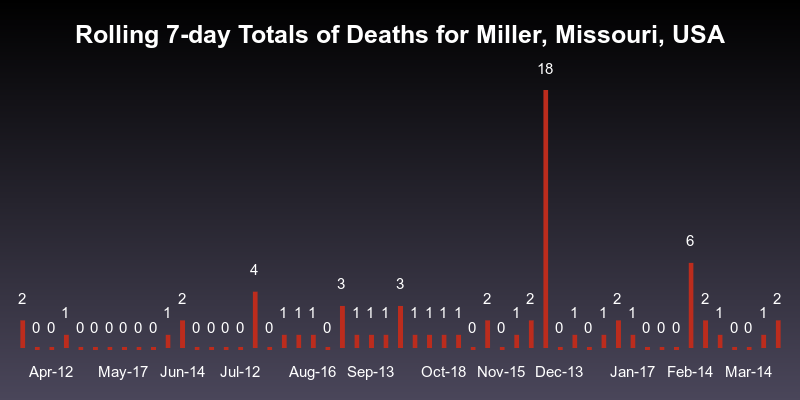 Rolling 7-day Totals of Deaths for Miller, Missouri, USA
2 0 0 1 0 0 0 0 0 0 1 2 0 0 0 0 4 0 1 1 1 0 3 1 1 1 3 1 1 1 1 0 2 0 1 2 18 0 1 0 1 2 1 0 0 0 6 2 1 0 0 1 2
Apr-12 May-17 Jun-14 Jul-12 Aug-16 Sep-13 Oct-18 Nov-15 Dec-13 Jan-17 Feb-14 Mar-14